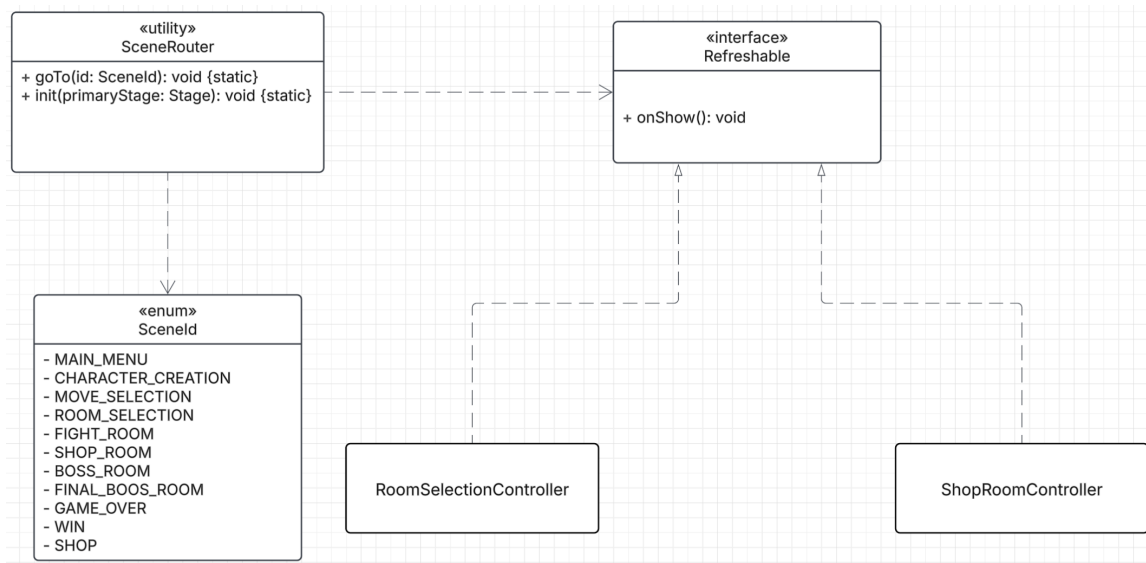 «utility»
SceneRouter
+ goTo(id: SceneId): void {static}
+ init(primaryStage: Stage): void {static}
«interface»
Refreshable
+ onShow(): void
«enum»
SceneId
- MAIN_MENU
- CHARACTER_CREATION
- MOVE_SELECTION
- ROOM_SELECTION
- FIGHT_ROOM
- SHOP_ROOM
- BOSS_ROOM
- FINAL_BOOS_ROOM
- GAME_OVER
- WIN
- SHOP
RoomSelectionController
ShopRoomController